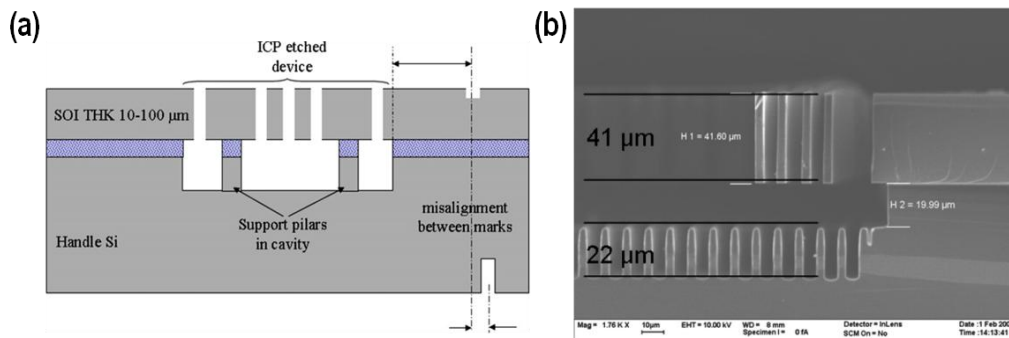 (a)
ICP etched
device
SOI THK 10-100 µm
Support pillars
in cavity
misalignment
between marks
Handle Si
(b)
41 µm
H 1 = 41.60 µm
H 2 = 19.99 µm
22 µm
Mag = 1.76 K X
10µm
EHT = 10.00 kV
WD = 8 mm
Specimen I = 0 fA
Detector = InLens
SCM On = No
Date :1 Feb 200
Time :14:13:41